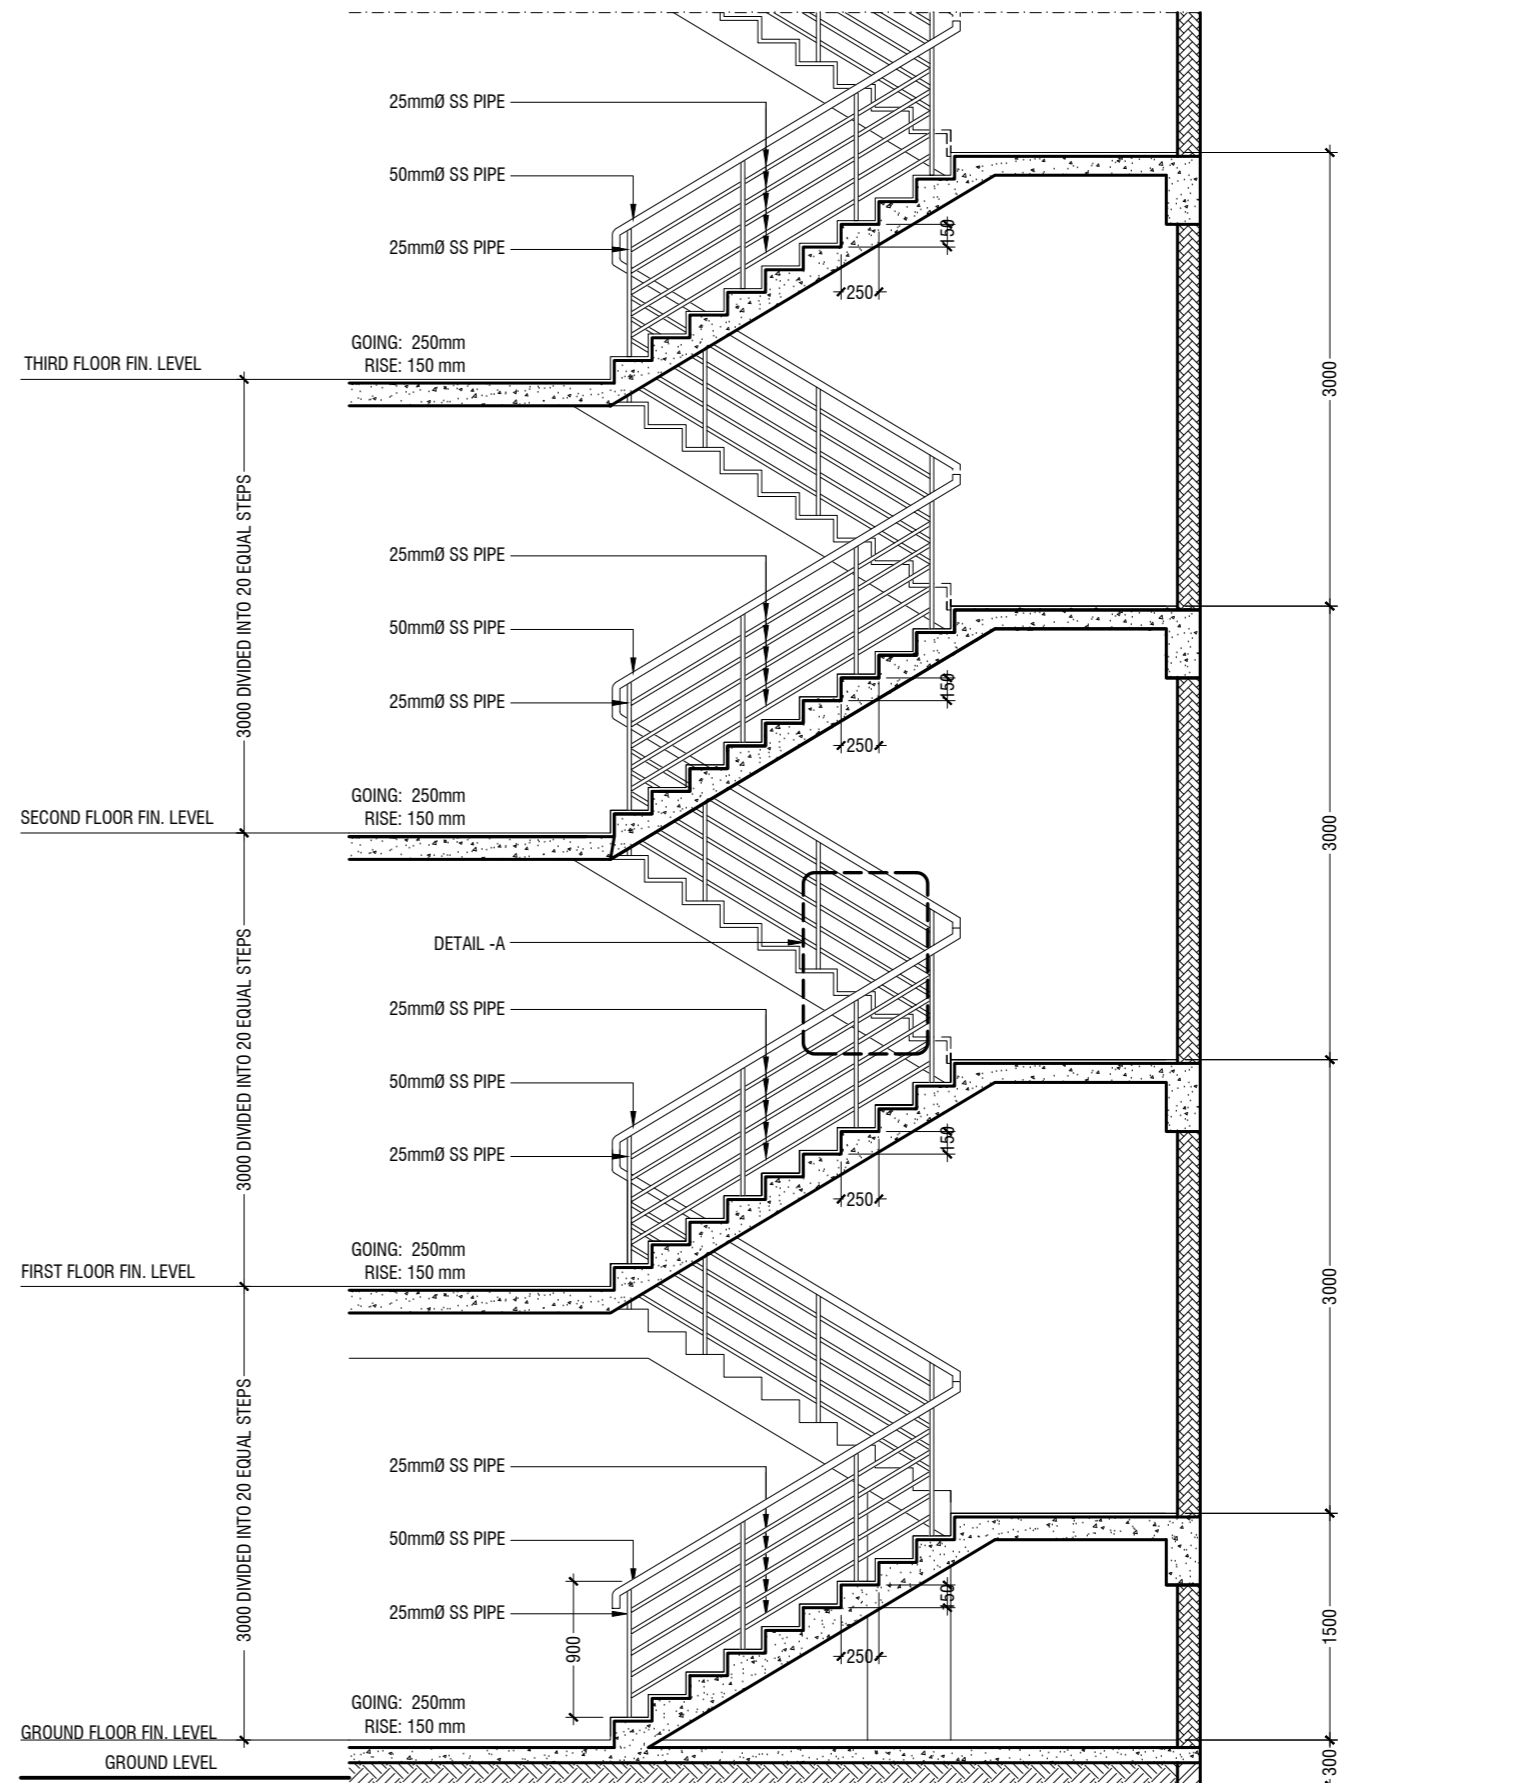 25mmØ SS PIPE
50mmØ SS PIPE
25mmØ SS PIPE
150
250
GOING: 250mm
RISE: 150 mm
THIRD FLOOR FIN. LEVEL
3000
3000 DIVIDED INTO 20 EQUAL STEPS
25mmØ SS PIPE
50mmØ SS PIPE
25mmØ SS PIPE
150
250
GOING: 250mm
RISE: 150 mm
SECOND FLOOR FIN. LEVEL
3000
DETAIL -A
3000 DIVIDED INTO 20 EQUAL STEPS
25mmØ SS PIPE
50mmØ SS PIPE
25mmØ SS PIPE
150
250
GOING: 250mm
RISE: 150 mm
FIRST FLOOR FIN. LEVEL
3000
3000 DIVIDED INTO 20 EQUAL STEPS
25mmØ SS PIPE
50mmØ SS PIPE
25mmØ SS PIPE
150
900
250
1500
GOING: 250mm
RISE: 150 mm
GROUND FLOOR FIN. LEVEL
GROUND LEVEL
300